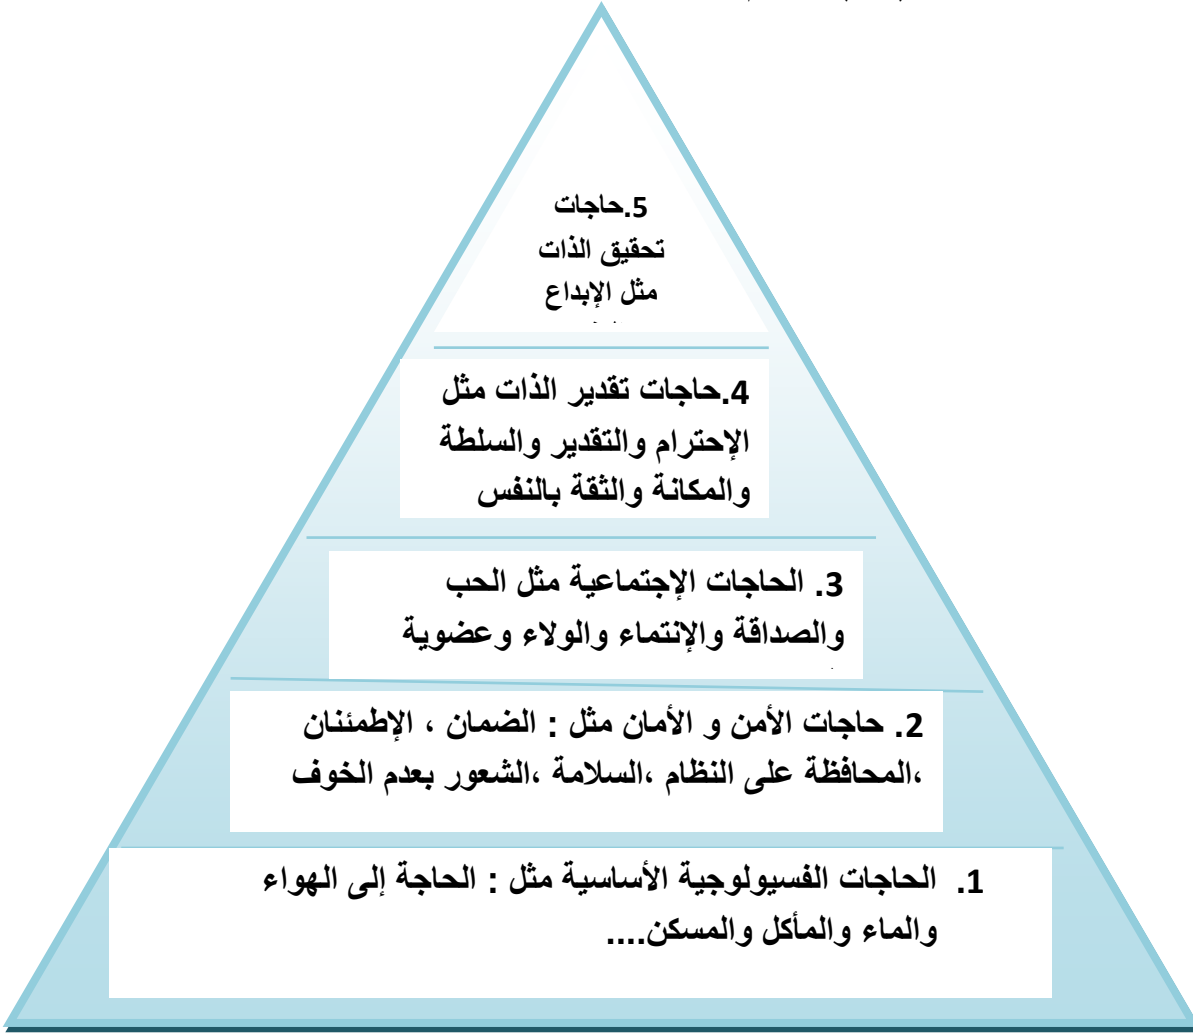 5.حاجات
تحقيق الذات
مثل الإبداع
4.حاجات تقدير الذات مثل
الإحترام والتقدير والسلطة
والمكانة والثقة بالنفس
3. الحاجات الإجتماعية مثل الحب
والصداقة والإنتماء والولاء وعضوية
2. حاجات الأمن و الأمان مثل : الضمان ، الإطمئنان
،المحافظة على النظام ،السلامة ،الشعور بعدم الخوف
1. الحاجات الفسيولوجية الأساسية مثل : الحاجة إلى الهواء
والماء والمأكل والمسكن....